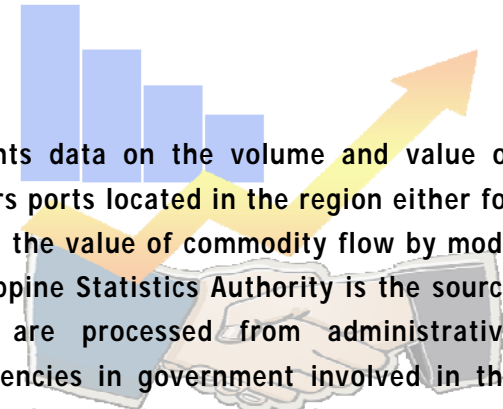 nts data on the volume and value o
rs ports located in the region either fo
the value of commodity flow by mod
ppine Statistics Authority is the sourc
are processed from administrativ
encies in government involved in th